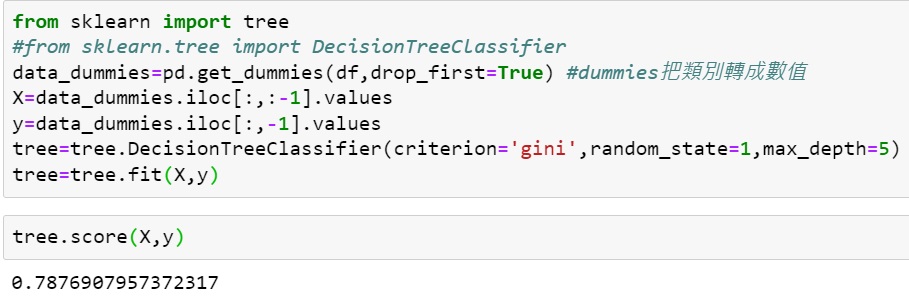 from sklearn import tree
#from sklearn.tree import DecisionTreeClassifier
data_dummies=pd.get_dummies(df,drop_first=True) #dummies把類別轉成數值
X=data_dummies.iloc[:,:-1].values
y=data_dummies.iloc[:,-1].values
tree=tree.DecisionTreeClassifier(criterion='gini',random_state=1,max_depth=5)
tree=tree.fit(X,y)
tree.score(X,y)
0.7876907957372317